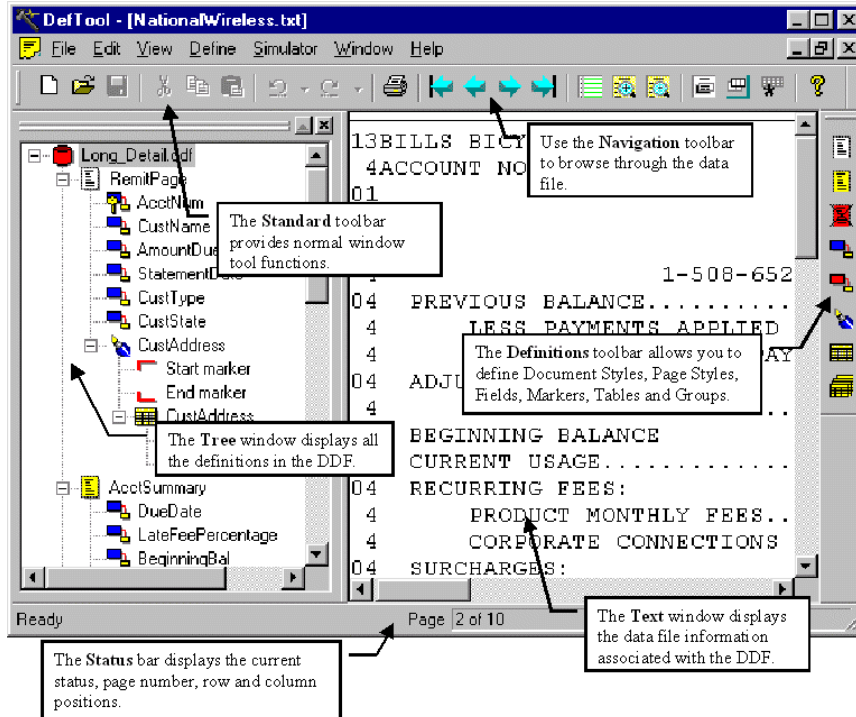 DefTool - [NationalWireless.txt]
File Edit View Define Simulator Window Help
Long_Detail.ddf
RemitPage
AcctNum
CustName
AmountDue
CustType
CustState
CustAddress
Start marker
End marker
CustAddress
AcctSummary
DueDate
LateFeePercentage
BeginningBal
13BILLS BICY
4ACCOUNT NO
01
1-508-652
04 PREVIOUS BALANCE..........
4 LESS PAYMENTS APPLIED
4 DAY
04 ADJU
4
BEGINNING BALANCE
CURRENT USAGE.............
04 RECURRING FEES:
4 PRODUCT MONTHLY FEES..
4 CORPORATE CONNECTIONS
04 SURCHARGES:
Use the Navigation toolbar
to browse through the data
file.
The Standard toolbar
provides normal window
tool functions.
The Definitions toolbar allows you to
define Document Styles, Page Styles,
Fields, Markers, Tables and Groups.
The Tree window displays all
the definitions in the DDF.
Ready
Page 2 of 10
The Text window displays
the data file information
associated with the DDF.
The Status bar displays the current
status, page number, row and column
positions.